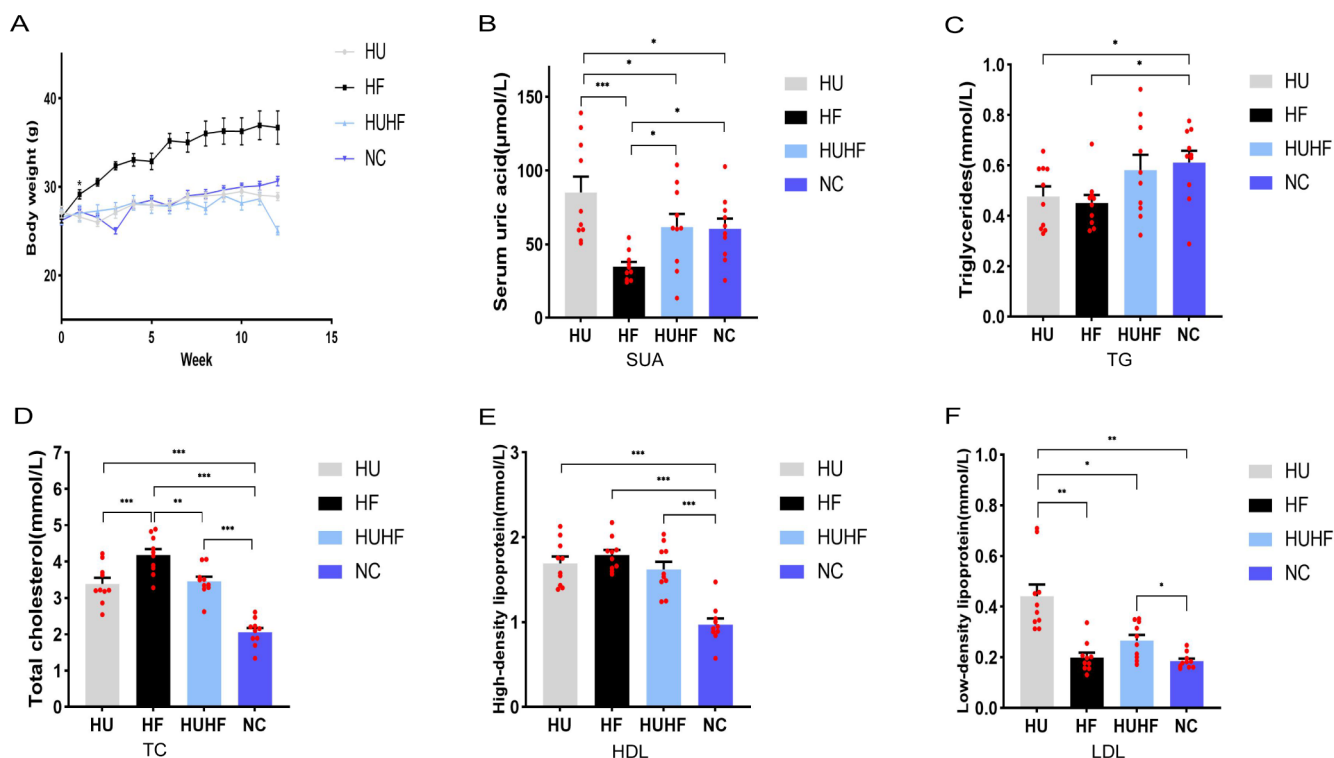 A
HU
HF
HUHF
NC
Body weight (g)
40
30
20
0
5
10
15
*
Week
B
Serum uric acid(μmol/L)
150
100
50
0
*
*
***
*
*
HU
HF
HUHF
NC
SUA
HU
HF
HUHF
NC
C
Triglycerides(mmol/L)
1.0
0.8
0.6
0.4
0.2
0.0
*
*
HU
HF
HUHF
NC
TG
HU
HF
HUHF
NC
D
Total cholesterol(mmol/L)
7
6
5
4
3
2
1
0
***
***
***
**
***
HU
HF
HUHF
NC
TC
HU
HF
HUHF
NC
E
High-density lipoprotein(mmol/L)
3
2
1
0
***
***
***
HU
HF
HUHF
NC
HDL
HU
HF
HUHF
NC
F
Low-density lipoprotein(mmol/L)
1.0
0.8
0.6
0.4
0.2
0.0
**
*
**
*
HU
HF
HUHF
NC
LDL
HU
HF
HUHF
NC